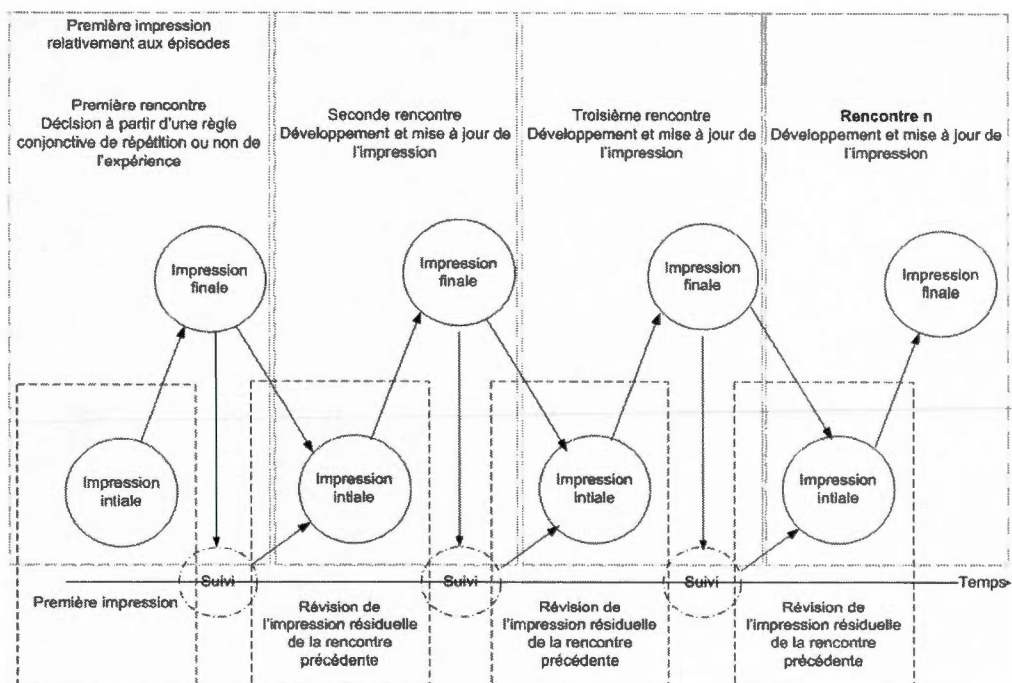 Première impression
relativement aux épisodes
Première rencontre
Décision à partir d'une règle
conjonctive de répétition ou non de
l'expérience
Seconde rencontre
Développement et mise à jour de
l'impression
Troisième rencontre
Développement et mise à jour de
l'impression
Rencontre n
Développement et mise à jour de
l'impression
Impression
finale
Impression
finale
Impression
finale
Impression
finale
Impression
intiale
Impression
intiale
Impression
intiale
Impression
intiale
Suivi
Suivi
Suivi
Temps
Première impression
Révision de
l'impression résiduelle
de la rencontre
précédente
Révision de
l'impression résiduelle
de la rencontre
précédente
Révision de
l'impression résiduelle
de la rencontre
précédente